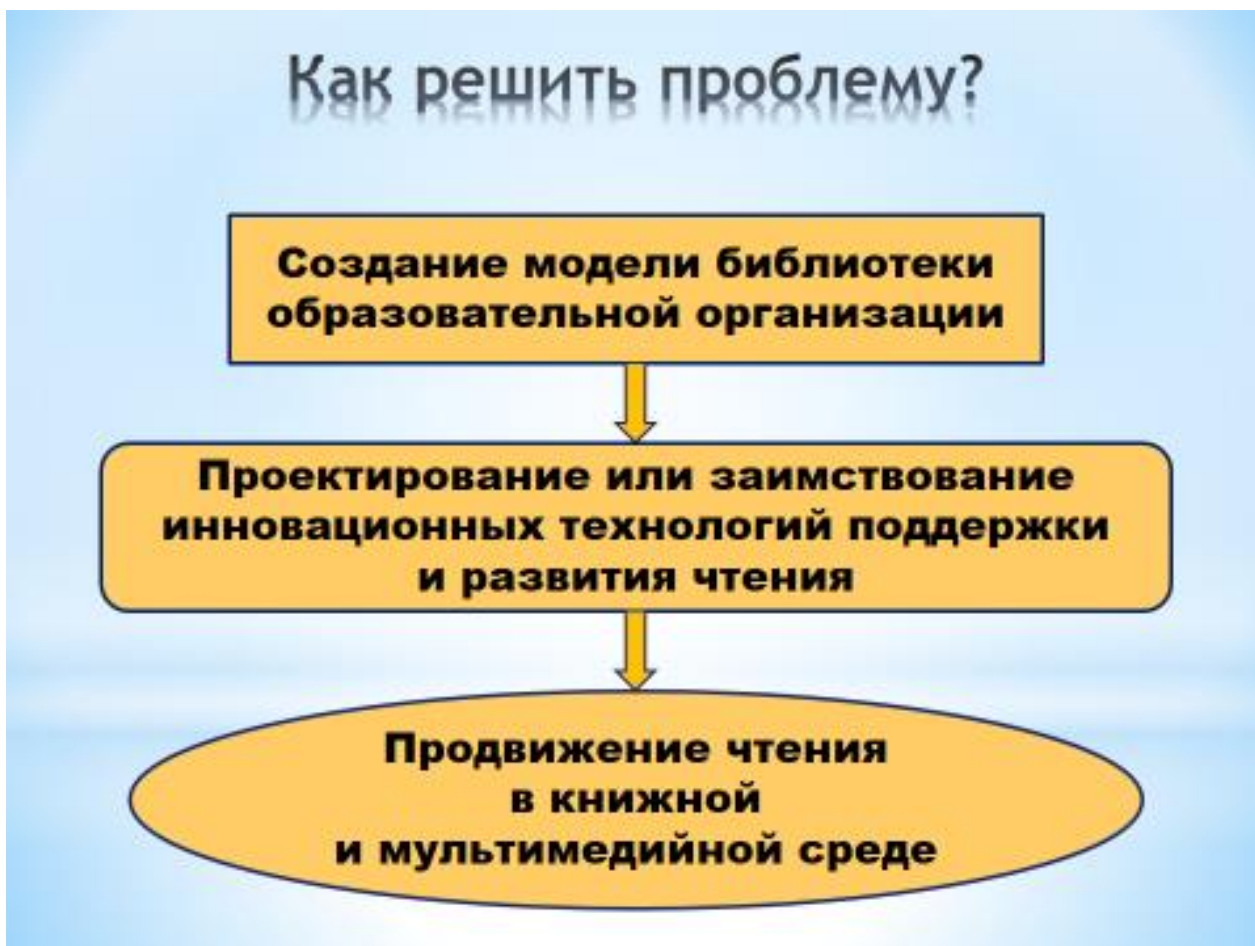 Как решить проблему?
Создание модели библиотеки
образовательной организации
Проектирование или заимствование
инновационных технологий поддержки
и развития чтения
Продвижение чтения
в книжной
и мультимедийной среде